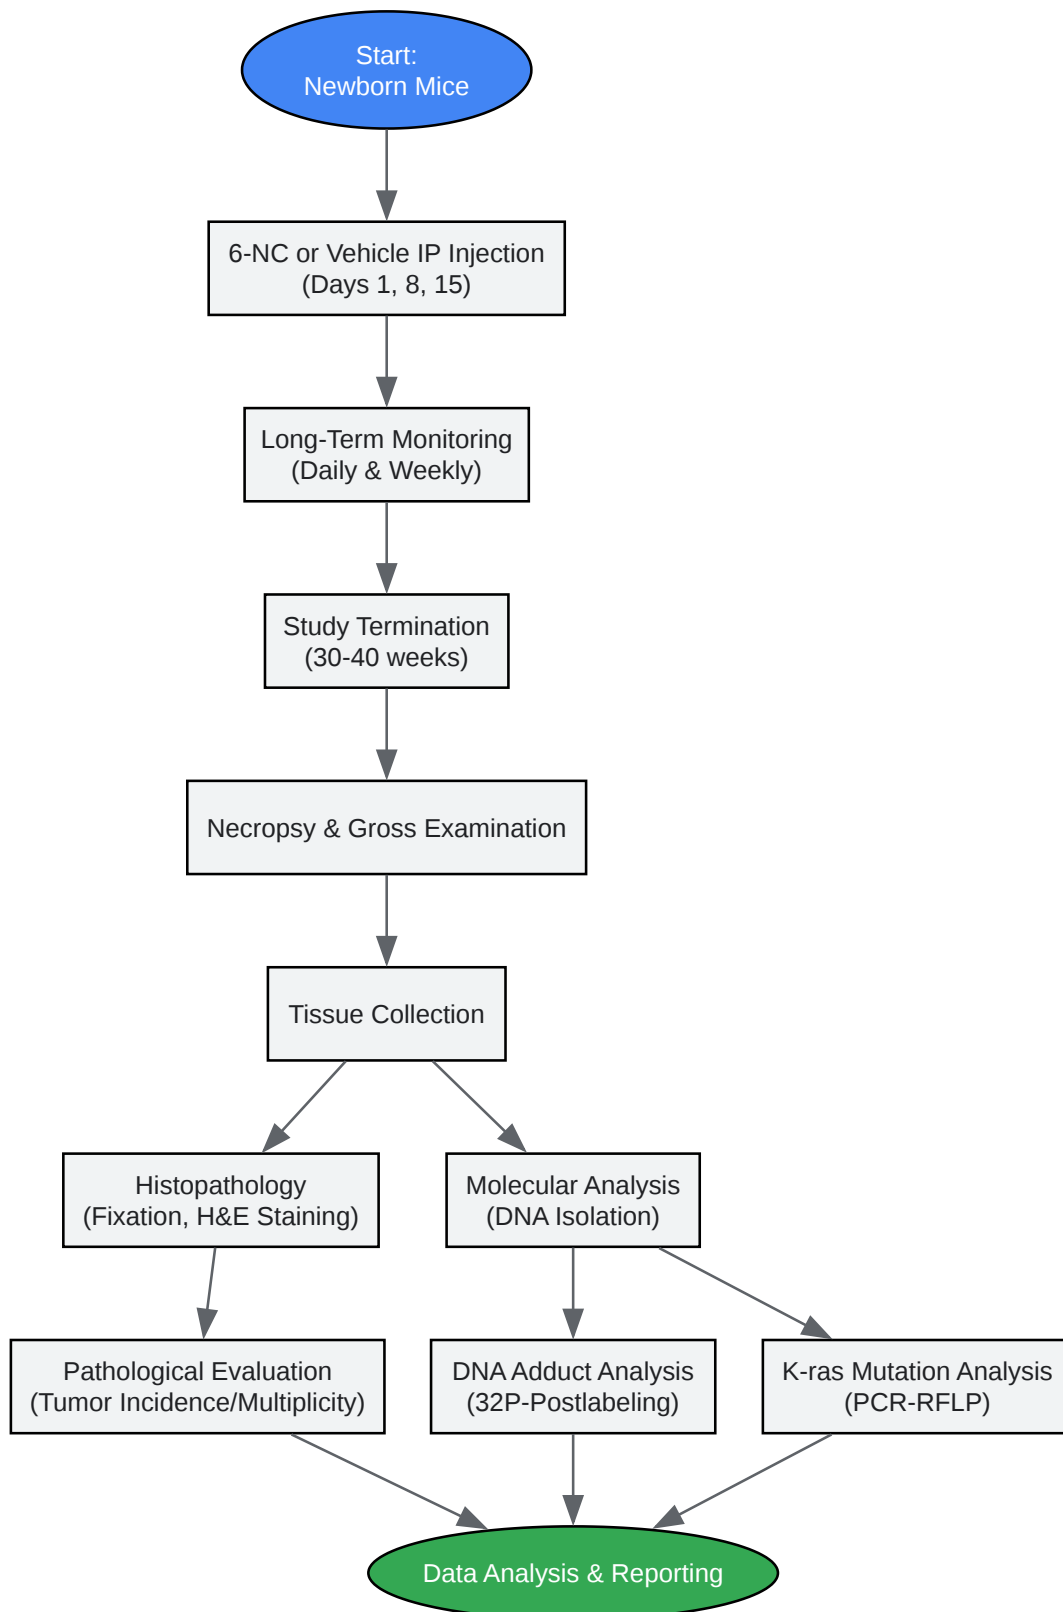 Start:
Newborn Mice
6-NC or Vehicle IP Injection
(Days 1, 8, 15)
Long-Term Monitoring
(Daily & Weekly)
Study Termination
(30-40 weeks)
Necropsy & Gross Examination
Tissue Collection
Histopathology
(Fixation, H&E Staining)
Molecular Analysis
(DNA Isolation)
Pathological Evaluation
(Tumor Incidence/Multiplicity)
DNA Adduct Analysis
(32P-Postlabeling)
K-ras Mutation Analysis
(PCR-RFLP)
Data Analysis & Reporting